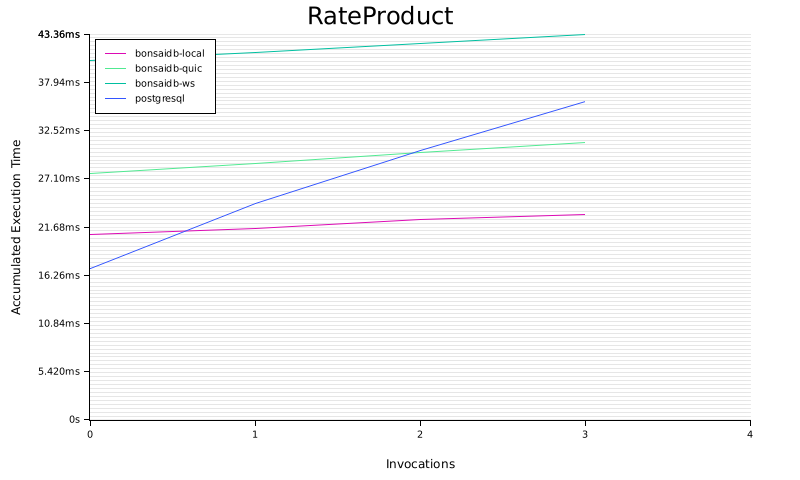 RateProduct
43.36ms
37.94ms
32.52ms
27.10ms
21.68ms
16.26ms
10.84ms
5.420ms
0s
Accumulated Execution Time
bonsaidb-local
bonsaidb-quic
bonsaidb-ws
postgresql
0 1 2 3 4
Invocations